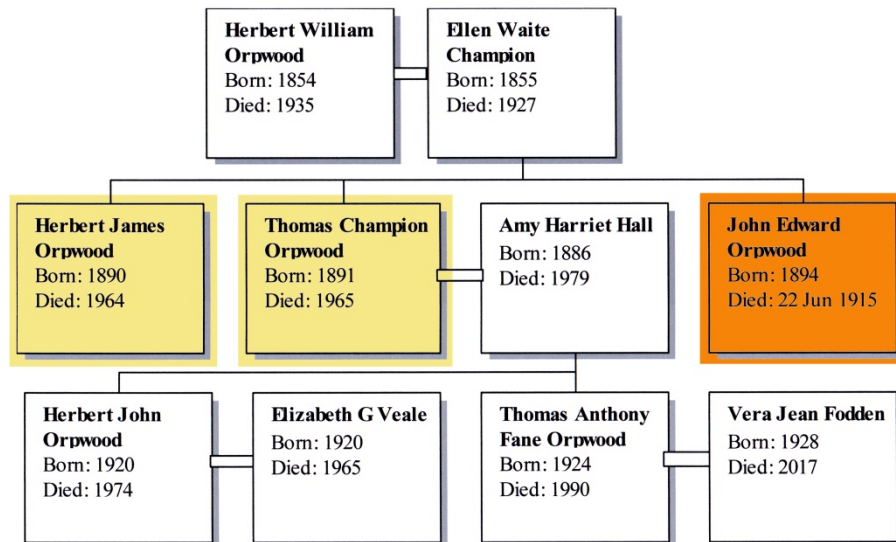 Herbert William
Orpwood
Born: 1854
Died: 1935
Ellen Waite
Champion
Born: 1855
Died: 1927
Herbert James
Orpwood
Born: 1890
Died: 1964
Thomas Champion
Orpwood
Born: 1891
Died: 1965
Amy Harriet Hall
Born: 1886
Died: 1979
John Edward
Orpwood
Born: 1894
Died: 22 Jun 1915
Herbert John
Orpwood
Born: 1920
Died: 1974
Elizabeth G Veale
Born: 1920
Died: 1965
Thomas Anthony
Fane Orpwood
Born: 1924
Died: 1990
Vera Jean Fodden
Born: 1928
Died: 2017